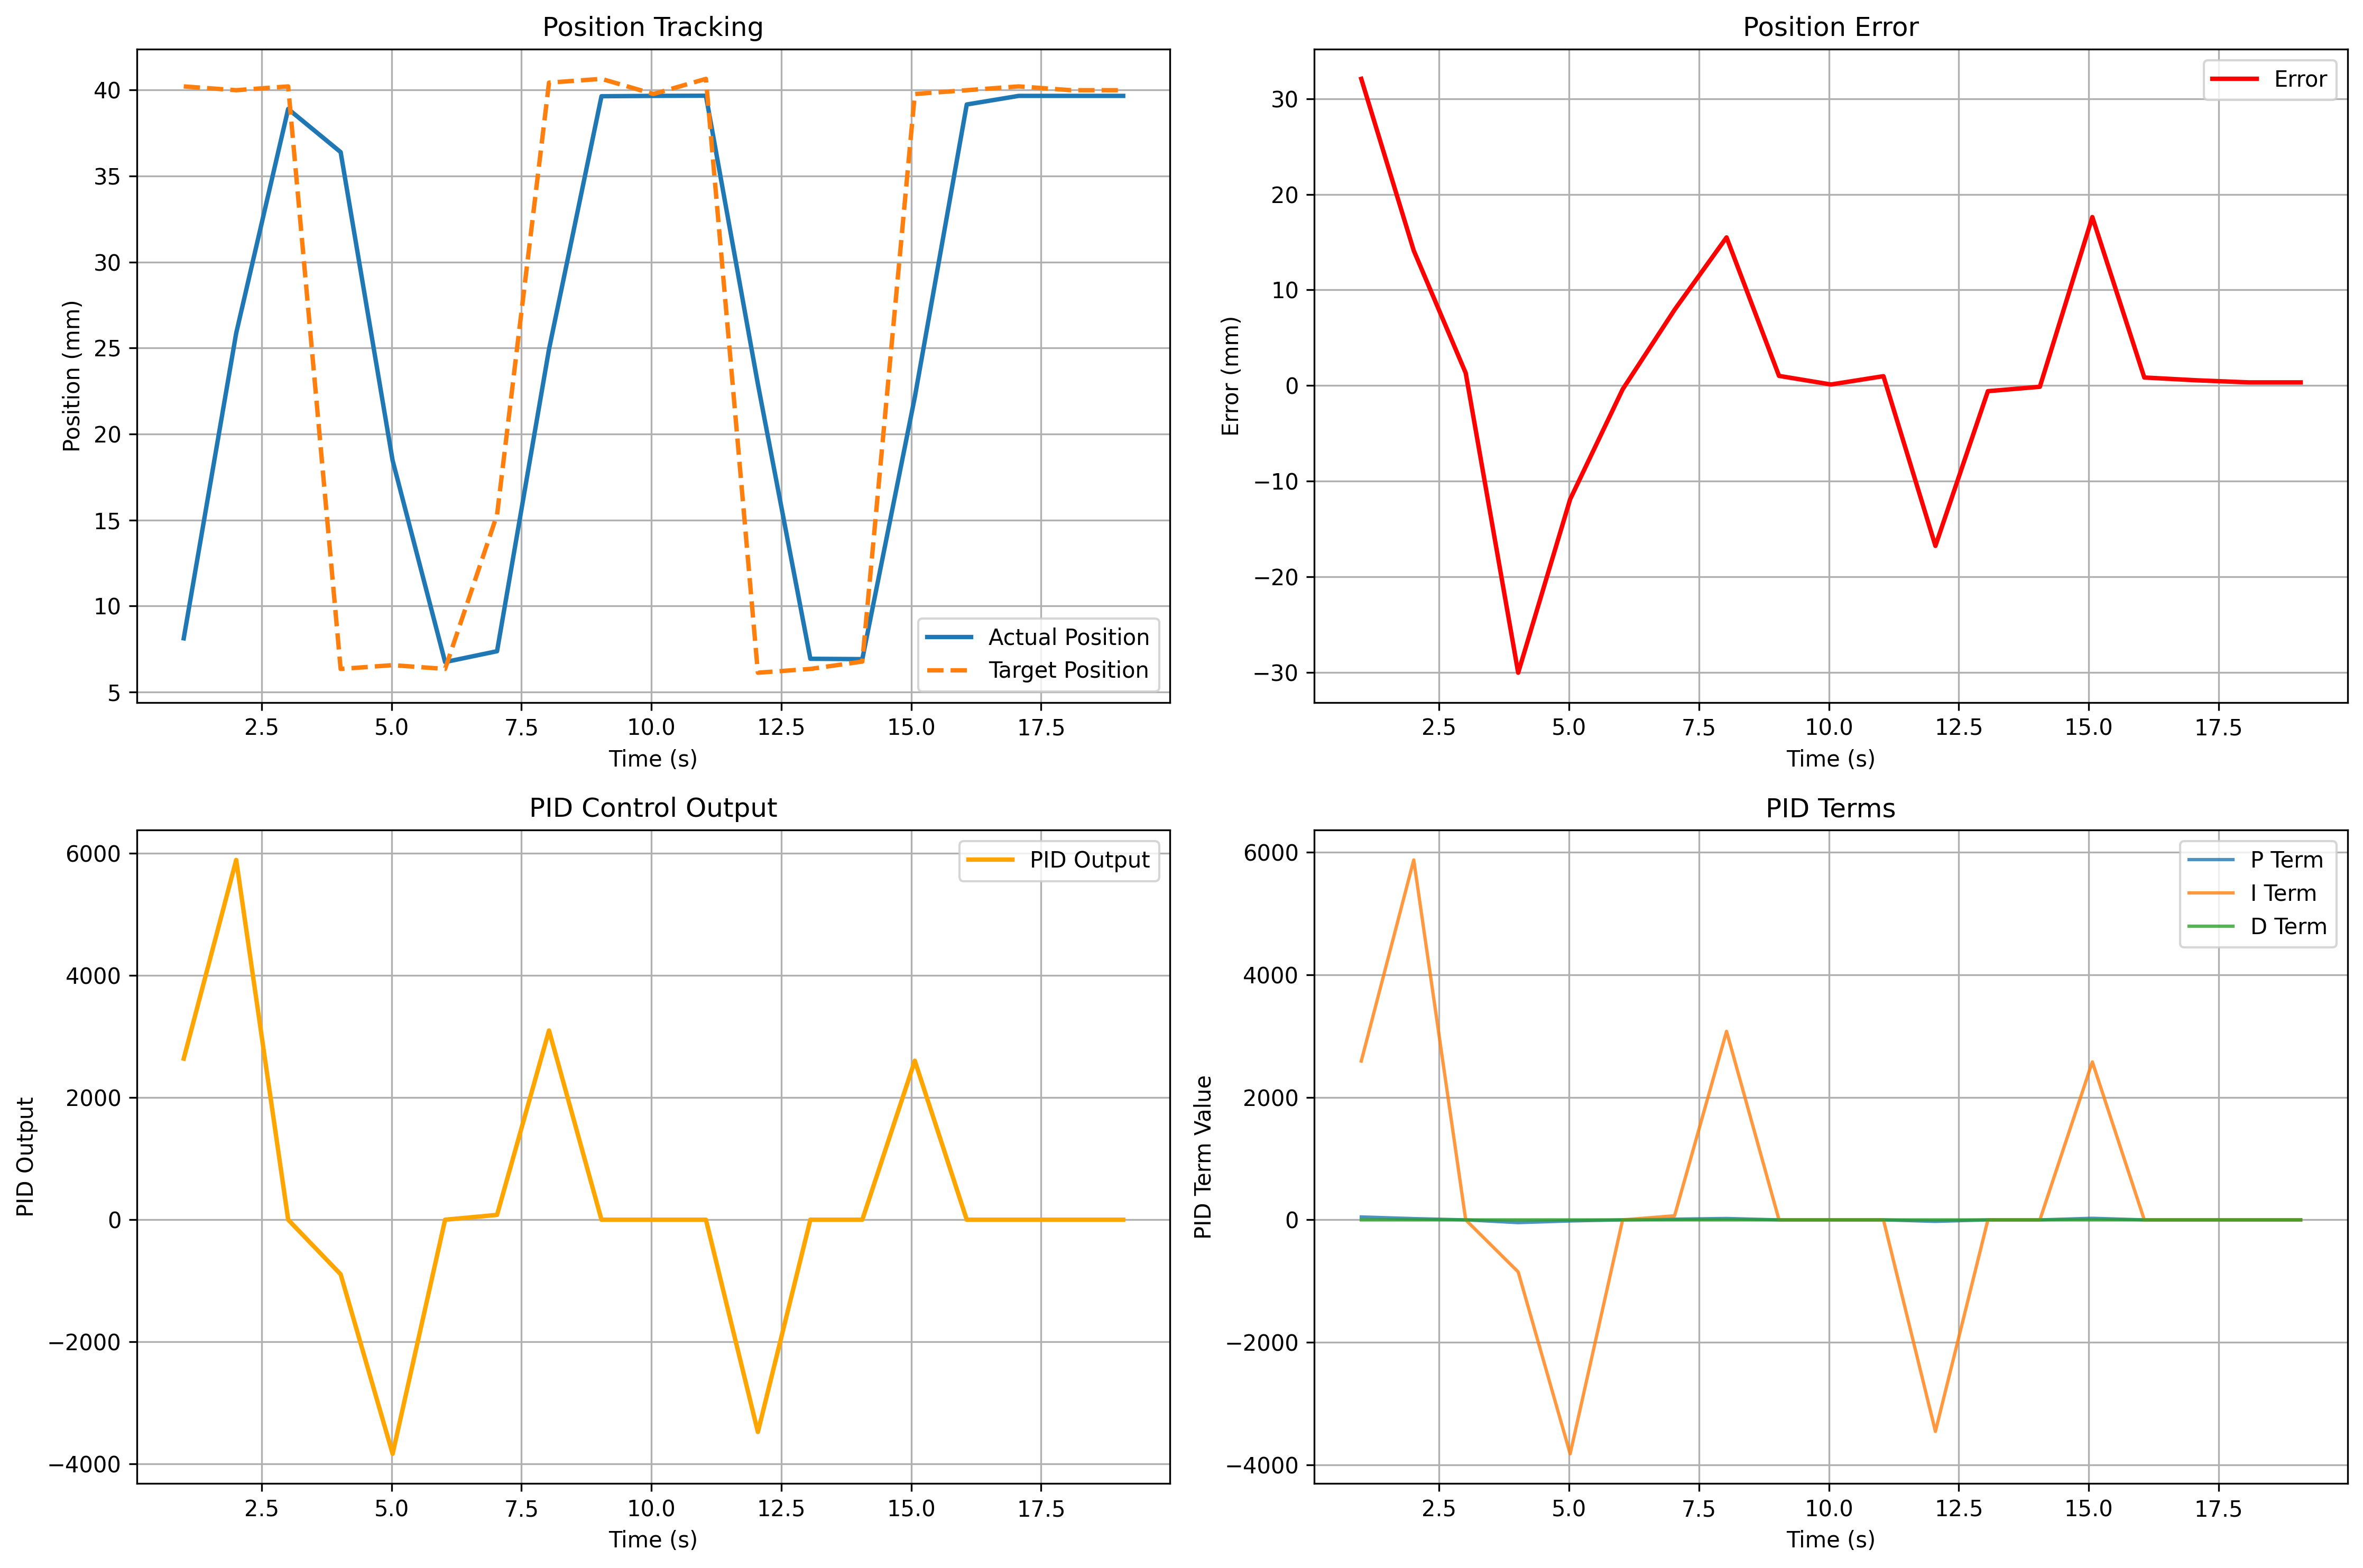 Position Tracking
40
35
30
25
20
15
10
5
Position (mm)
Actual Position
Target Position
2.5 5.0 7.5 10.0 12.5 15.0 17.5
Time (s)
Position Error
30
20
10
0
−10
−20
−30
Error (mm)
Error
2.5 5.0 7.5 10.0 12.5 15.0 17.5
Time (s)
PID Control Output
6000
4000
2000
0
−2000
−4000
PID Output
PID Output
2.5 5.0 7.5 10.0 12.5 15.0 17.5
Time (s)
PID Terms
6000
4000
2000
0
−2000
−4000
PID Term Value
P Term
I Term
D Term
2.5 5.0 7.5 10.0 12.5 15.0 17.5
Time (s)